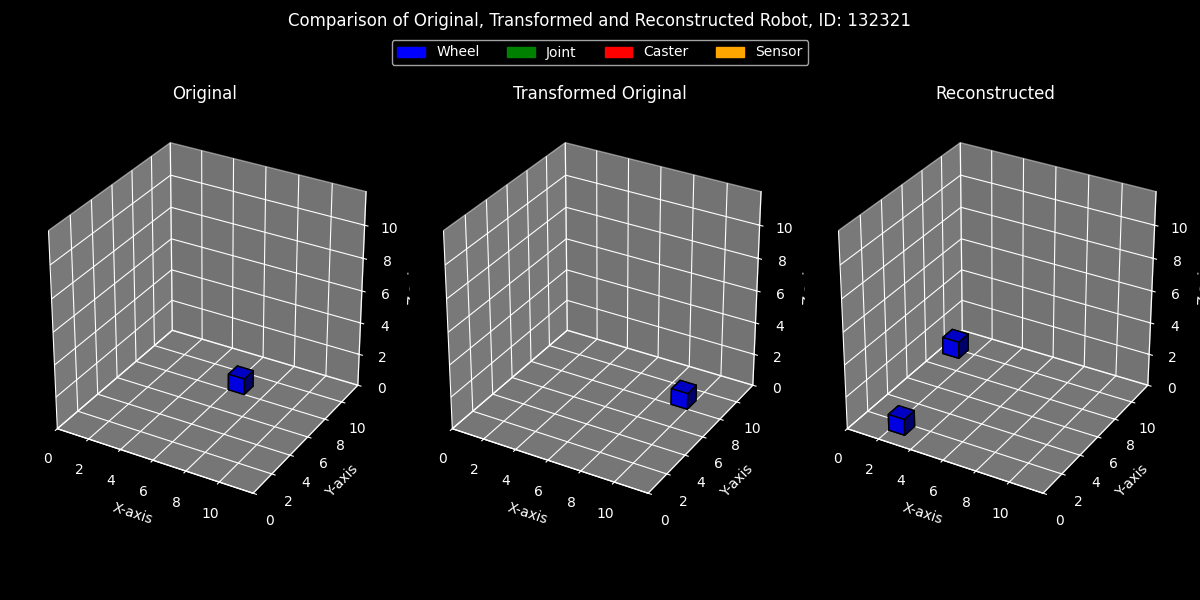 Comparison of Original, Transformed and Reconstructed Robot, ID: 132321
Wheel Joint Caster Sensor
Original Transformed Original Reconstructed
10 10 10
8 8 8
6 6 6
4 4 4
2 2 2
0 0 0
0 2 4 6 8 10 0 2 4 6 8 10 0 2 4 6 8 10
0 2 4 6 8 10 0 2 4 6 8 10 0 2 4 6 8 10
X-axis Y-axis X-axis Y-axis X-axis Y-axis